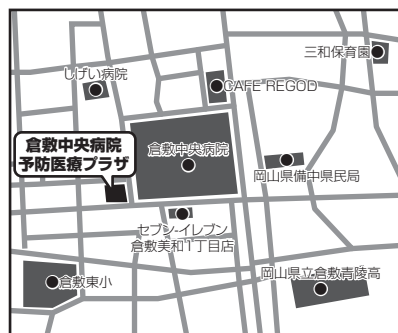 三和保育園
しげい病院
CAFE REGOD
倉敷中央病院
予防医療プラザ
倉敷中央病院
岡山県備中県民局
セブン-イレブン
倉敷美和1丁目店
倉敷東小
岡山県立倉敷青陵高